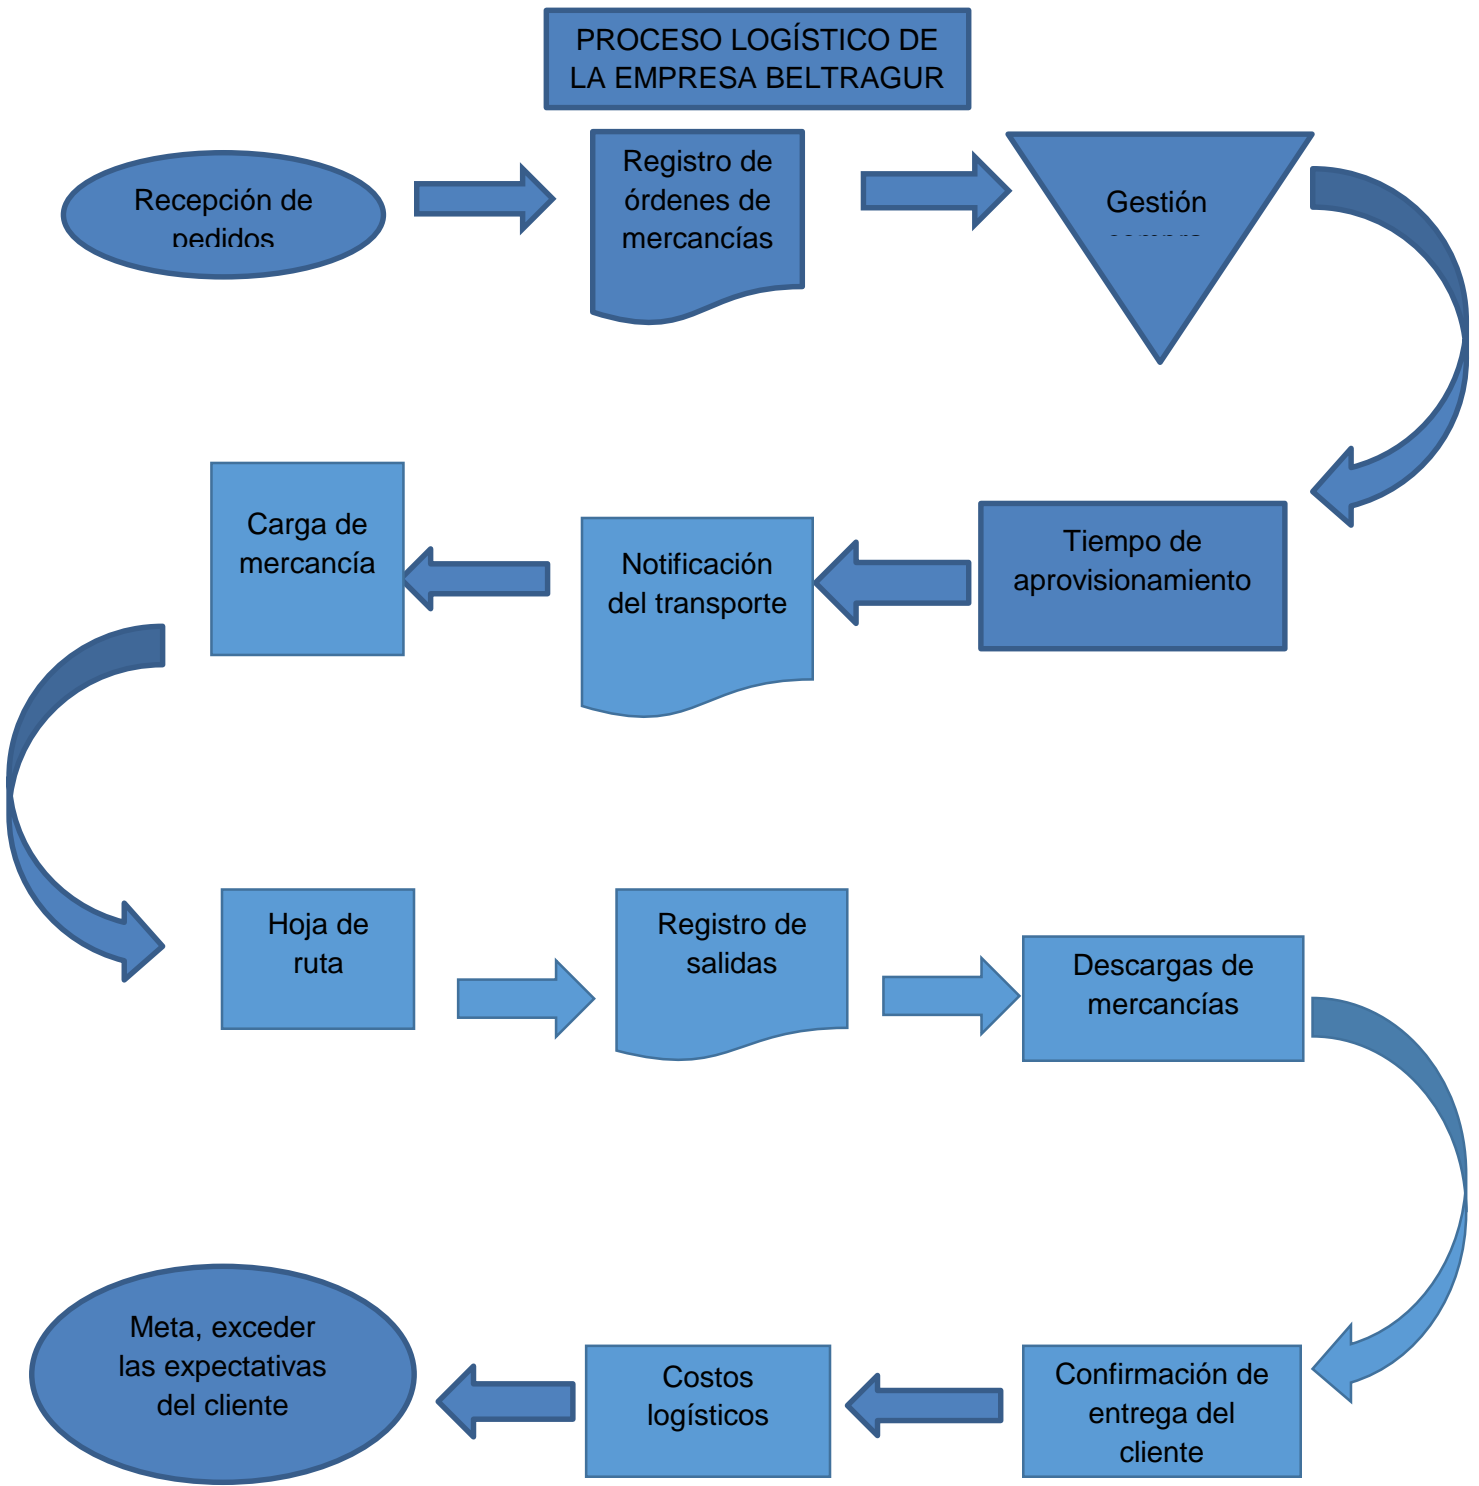 PROCESO LOGÍSTICO DE
LA EMPRESA BELTRAGUR
Recepción de
pedidos
Registro de
órdenes de
mercancías
Gestión
Tiempo de
aprovisionamiento
Notificación
del transporte
Carga de
mercancía
Hoja de
ruta
Registro de
salidas
Descargas de
mercancías
Confirmación de
entrega del
cliente
Costos
logísticos
Meta, exceder
las expectativas
del cliente